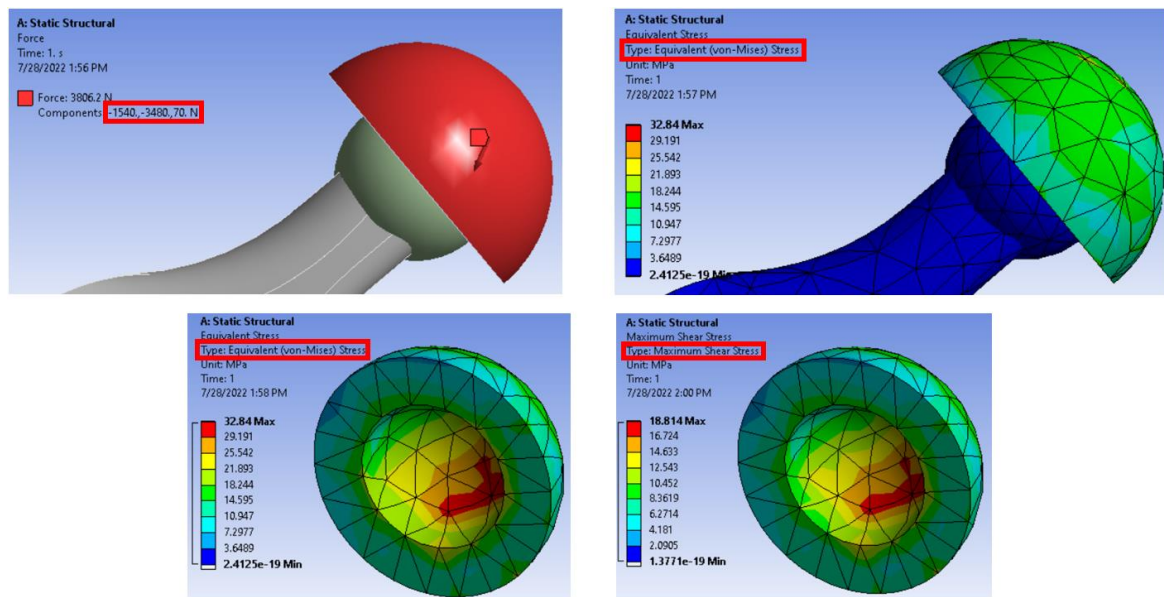 A: Static Structural
Force
Time: 1. s
7/28/2022 1:56 PM
Force: 3806.2 N
Components: -1540.,-3480.,70. N
A: Static Structural
Equivalent Stress
Type: Equivalent (von-Mises) Stress
Unit: MPa
Time: 1
7/28/2022 1:57 PM
32.84 Max
29.191
25.542
21.893
18.244
14.595
10.947
7.2977
3.6489
2.4125e-19 Min
A: Static Structural
Equivalent Stress
Type: Equivalent (von-Mises) Stress
Unit: MPa
Time: 1
7/28/2022 1:58 PM
32.84 Max
29.191
25.542
21.893
18.244
14.595
10.947
7.2977
3.6489
2.4125e-19 Min
A: Static Structural
Maximum Shear Stress
Type: Maximum Shear Stress
Unit: MPa
Time: 1
7/28/2022 2:00 PM
18.814 Max
16.724
14.633
12.543
10.452
8.3619
6.2714
4.181
2.0905
1.3771e-19 Min